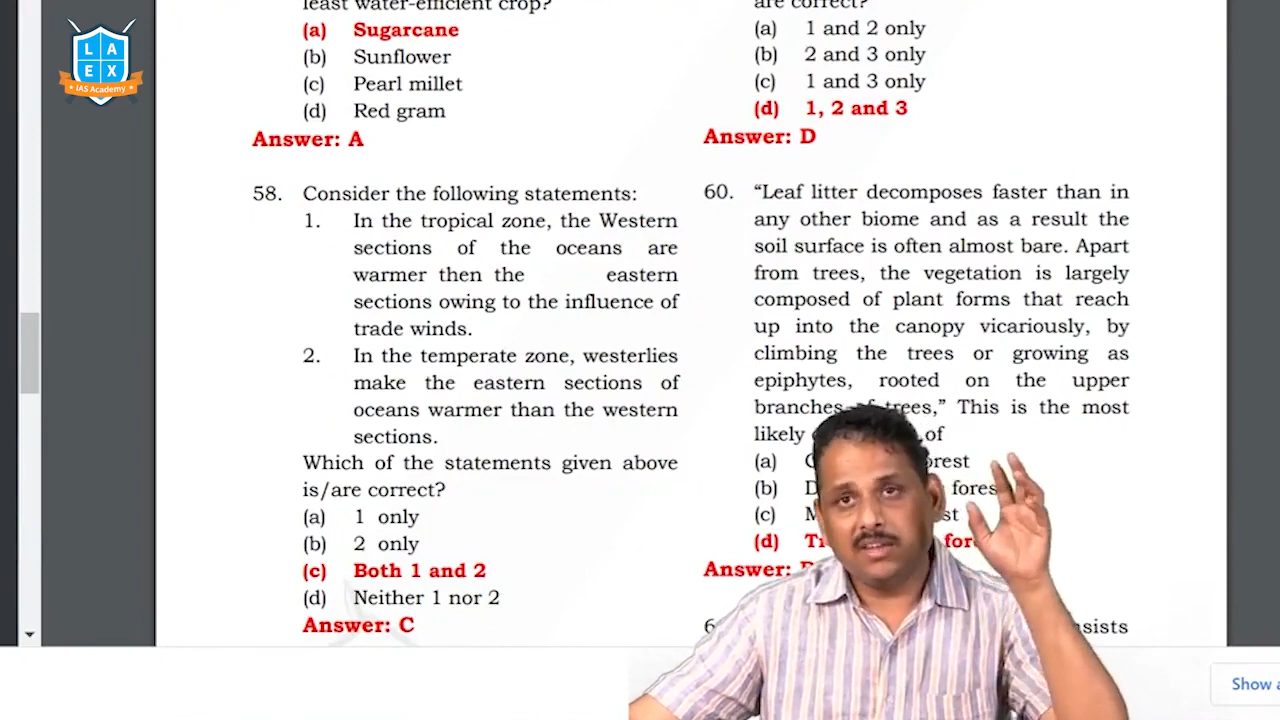 L A
E X
IAS Academy
least water-efficient crop?
(a) Sugarcane
(b) Sunflower
(c) Pearl millet
(d) Red gram
Answer: A
58. Consider the following statements:
1. In the tropical zone, the Western
sections of the oceans are
warmer then the eastern
sections owing to the influence of
trade winds.
2. In the temperate zone, westerlies
make the eastern sections of
oceans warmer than the western
sections.
Which of the statements given above
is/are correct?
(a) 1 only
(b) 2 only
(c) Both 1 and 2
(d) Neither 1 nor 2
Answer: C
are correct?
(a) 1 and 2 only
(b) 2 and 3 only
(c) 1 and 3 only
(d) 1, 2 and 3
Answer: D
60. “Leaf litter decomposes faster than in
any other biome and as a result the
soil surface is often almost bare. Apart
from trees, the vegetation is largely
composed of plant forms that reach
up into the canopy vicariously, by
climbing the trees or growing as
epiphytes, rooted on the upper
branches of trees,” This is the most
likely of
(a)
(b)
(c)
(d)
Answer:
Show